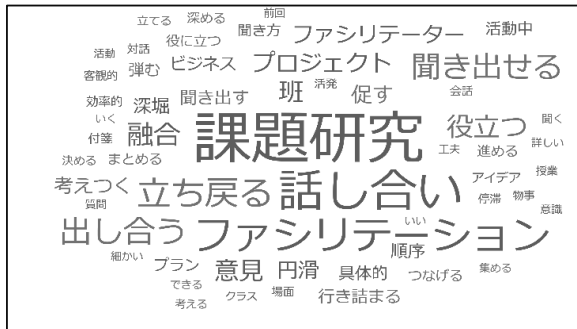 前回
立てる 深める
聞き方 ファシリテーター 活動中
役に立つ
活動 対話
弾む ビジネス プロジェクト 聞き出せる
客観的
活発 会話
効率的 深堀 聞き出す 班 促す
いく
付箋 融合 課題研究 役立つ 聞く
工夫 進める 詳しい
決める まとめる
考えつく 立ち戻る 話し合い アイデア 授業
質問 停滞 物事
意識
出し合う ファシリテーション
いい
細かい 順序
プラン 意見 円滑 具体的 つなげる 集める
できる
考える クラス 場面 行き詰まる